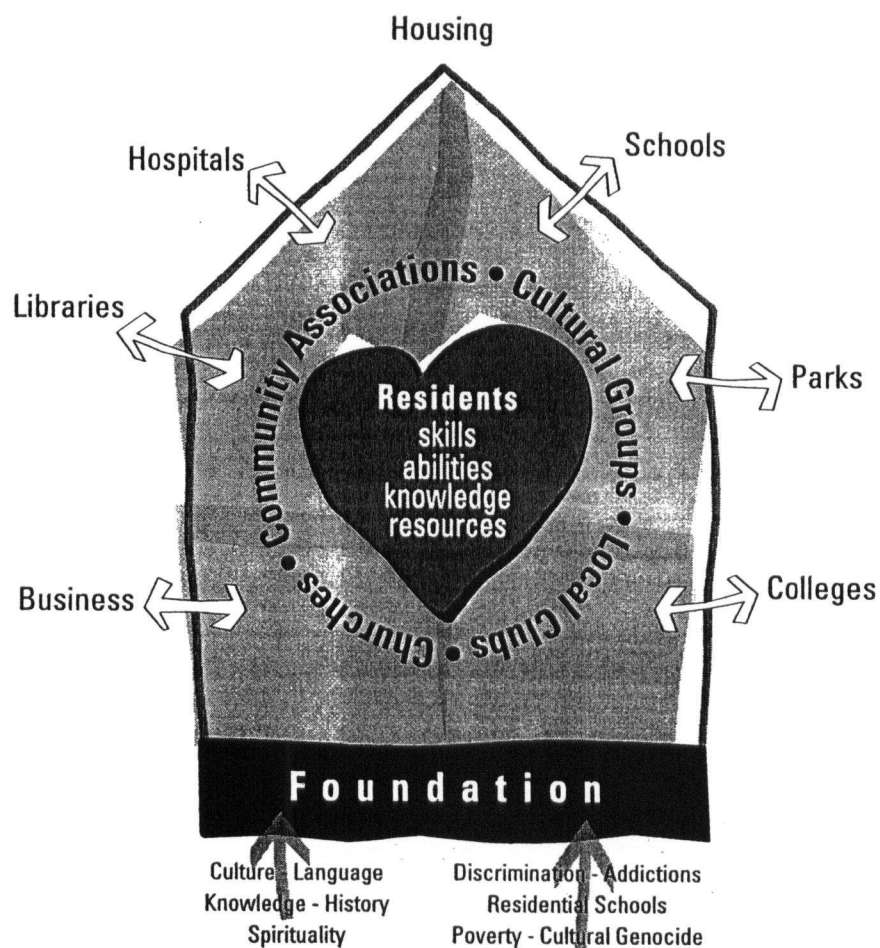 Housing
Hospitals
Schools
Libraries
Parks
Business
Colleges
Community Associations • Cultural Groups • Local Clubs • Churches •
Residents
skills
abilities
knowledge
resources
Foundation
Culture - Language
Knowledge - History
Spirituality
Discrimination - Addictions
Residential Schools
Poverty - Cultural Genocide